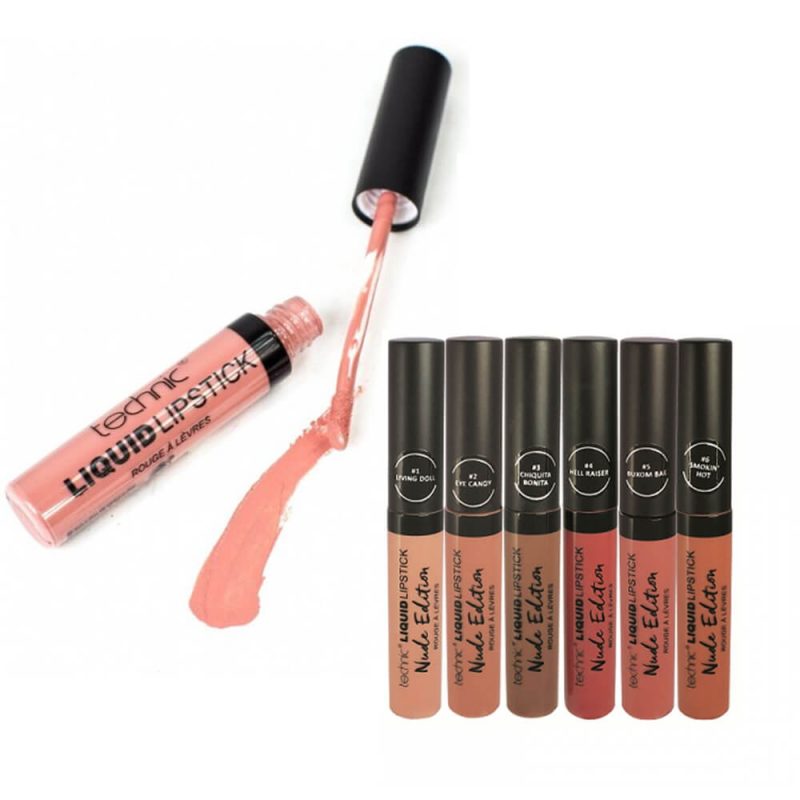 technic®
LIQUID LIPSTICK
ROUGE À LÈVRES
#1
LIVING DOLL
#2
EYE CANDY
#3
CHIQUITA
BONITA
#4
HELL RAISER
#5
BUXOM BAE
#6
SMOKIN'
HOT
technic® LIQUID LIPSTICK
Nude Edition
ROUGE À LÈVRES
technic® LIQUID LIPSTICK
Nude Edition
ROUGE À LÈVRES
technic® LIQUID LIPSTICK
Nude Edition
ROUGE À LÈVRES
technic® LIQUID LIPSTICK
Nude Edition
ROUGE À LÈVRES
technic® LIQUID LIPSTICK
Nude Edition
ROUGE À LÈVRES
technic® LIQUID LIPSTICK
Nude Edition
ROUGE À LÈVRES